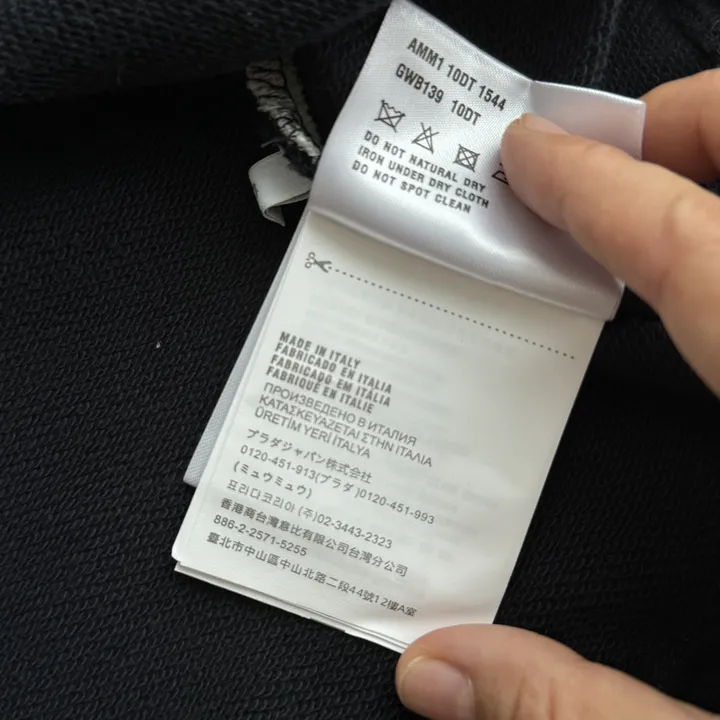 AMM1 10DT 1544
GWB139 10DT
DO NOT NATURAL DRY
IRON UNDER DRY CLOTH
DO NOT SPOT CLEAN
MADE IN ITALY
FABRICADO EN ITALIA
FABRICADO EM ITÁLIA
FABRIQUÉ EN ITALIE
ПРОИЗВЕДЕНО В ИТАЛИЯ
ΚΑΤΑΣΚΕΥΑΖΕΤΑΙ ΣΤΗΝ ΙΤΑΛΙΑ
ÜRETİM YERİ İTALYA
プラダジャパン株式会社
0120-451-913(プラダ)0120-451-993
(ミュウミュウ)
프라다코리아 (주)02-3443-2323
香港商台灣意比有限公司台灣分公司
886-2-2571-5255
臺北市中山區中山北路二段44號12樓A室